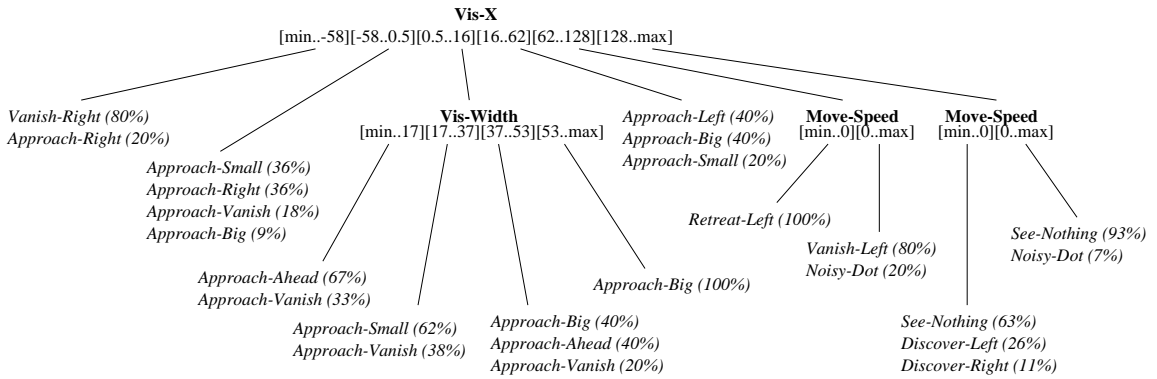 Vis-X
[min..-58][-58..0.5][0.5..16][16..62][62..128][128..max]
Vanish-Right (80%)
Approach-Right (20%)
Approach-Small (36%)
Approach-Right (36%)
Approach-Vanish (18%)
Approach-Big (9%)
Vis-Width
[min..17][17..37][37..53][53..max]
Approach-Ahead (67%)
Approach-Vanish (33%)
Approach-Small (62%)
Approach-Vanish (38%)
Approach-Big (40%)
Approach-Ahead (40%)
Approach-Vanish (20%)
Approach-Big (100%)
Approach-Left (40%)
Approach-Big (40%)
Approach-Small (20%)
Move-Speed
[min..0][0..max]
Retreat-Left (100%)
Vanish-Left (80%)
Noisy-Dot (20%)
Move-Speed
[min..0][0..max]
See-Nothing (63%)
Discover-Left (26%)
Discover-Right (11%)
See-Nothing (93%)
Noisy-Dot (7%)